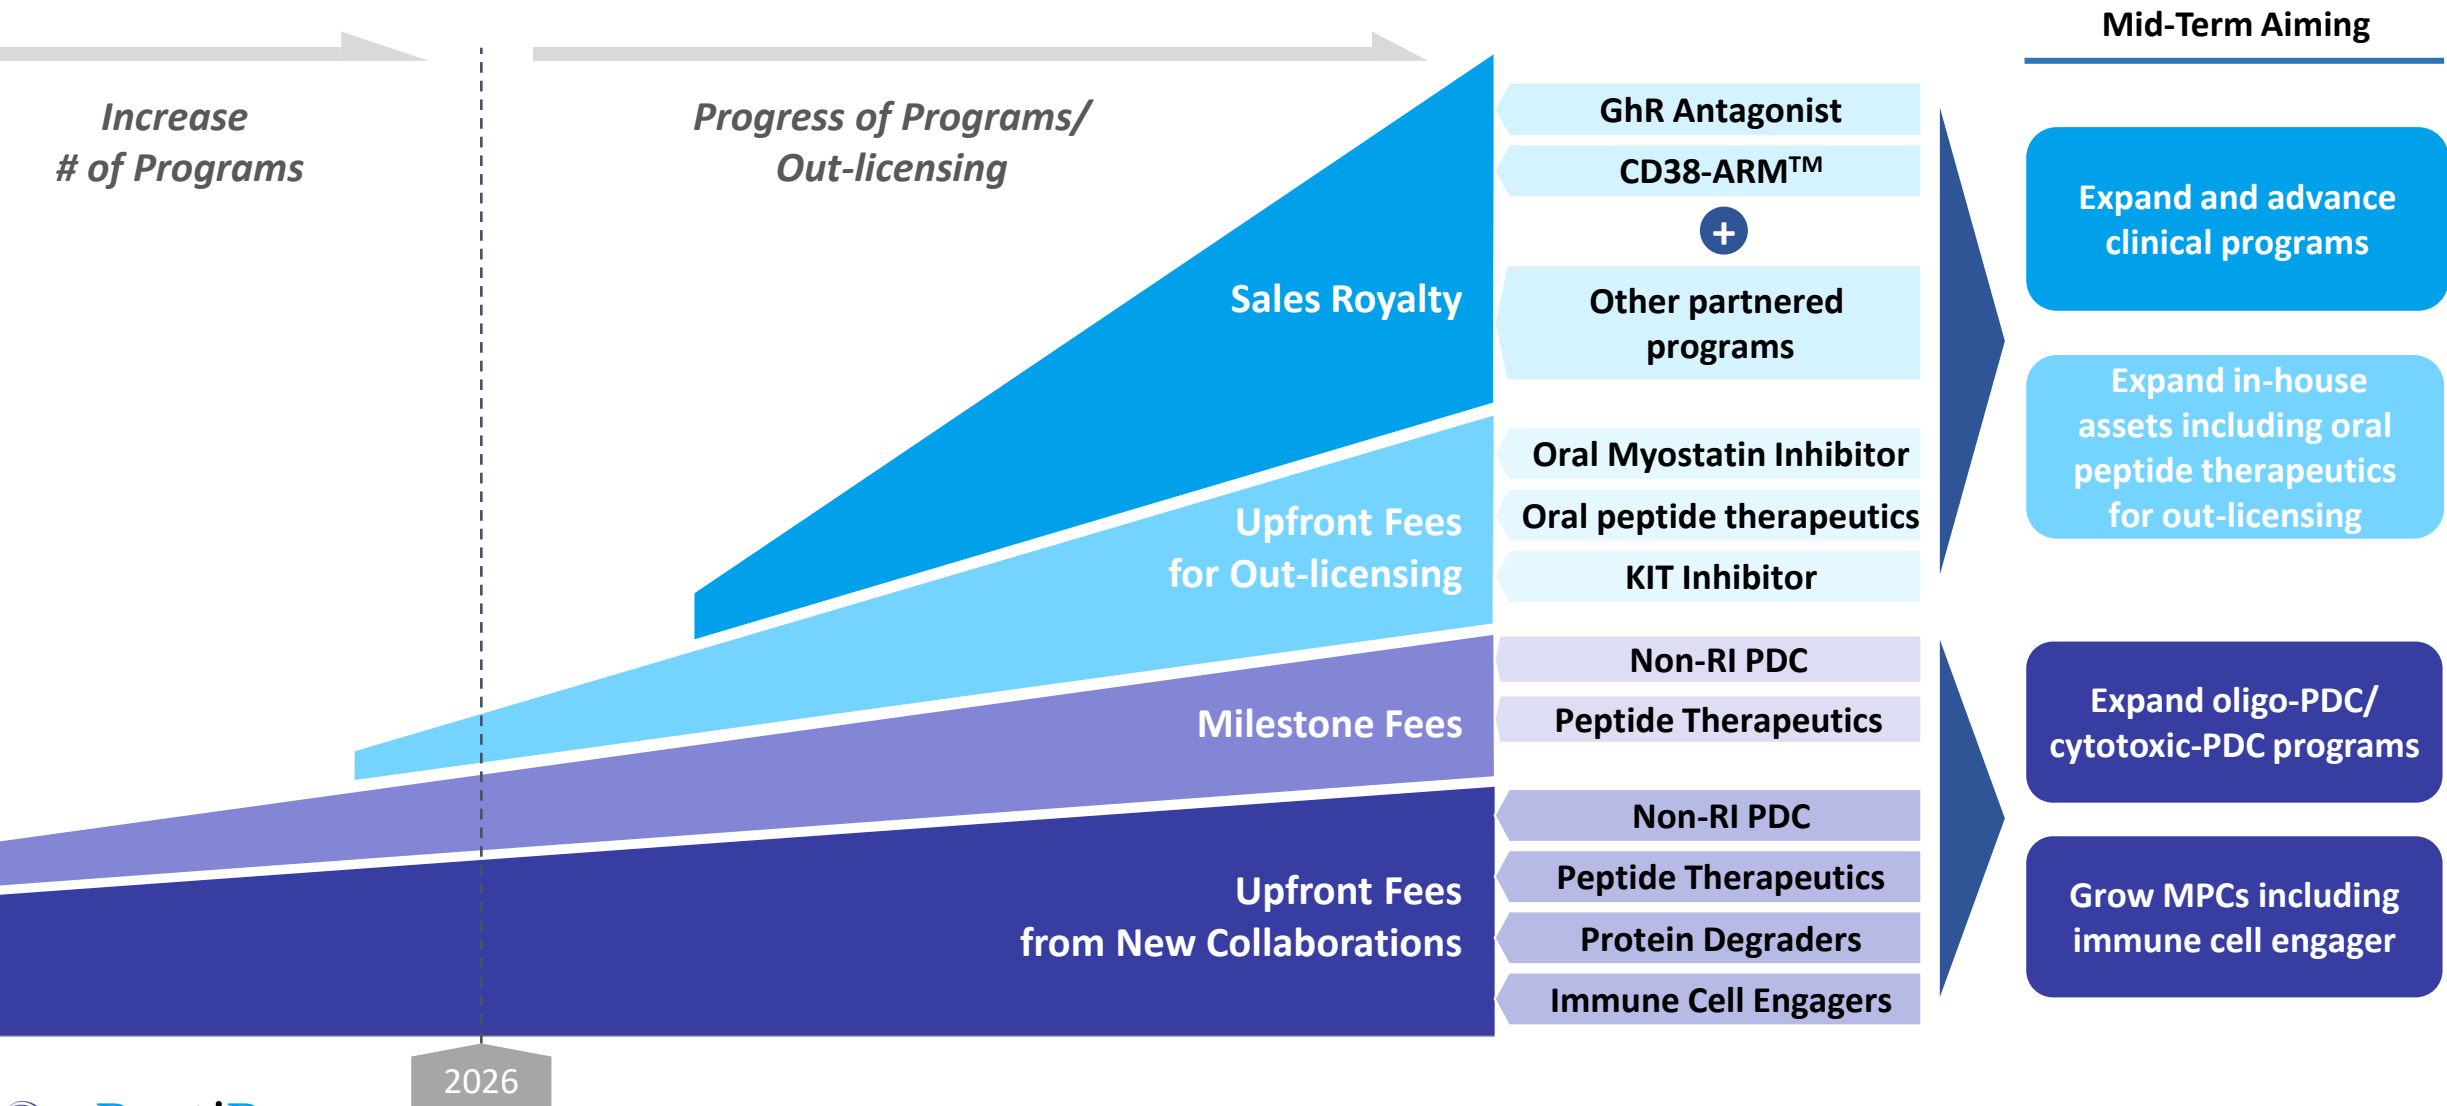 Mid-Term Aiming
Increase
# of Programs
Progress of Programs/
Out-licensing
Sales Royalty
Upfront Fees
for Out-licensing
Milestone Fees
Upfront Fees
from New Collaborations
GhR Antagonist
CD38-ARM™
+
Other partnered
programs
Oral Myostatin Inhibitor
Oral peptide therapeutics
KIT Inhibitor
Non-RI PDC
Peptide Therapeutics
Non-RI PDC
Peptide Therapeutics
Protein Degraders
Immune Cell Engagers
Expand and advance
clinical programs
Expand in-house
assets including oral
peptide therapeutics
for out-licensing
Expand oligo-PDC/
cytotoxic-PDC programs
Grow MPCs including
immune cell engager
2026